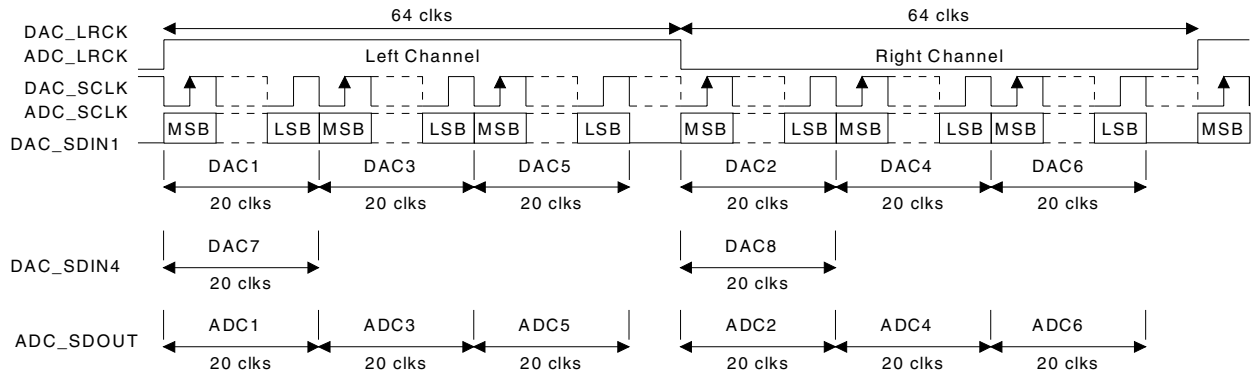 64 clks 64 clks
DAC_LRCK
ADC_LRCK Left Channel Right Channel
DAC_SCLK
ADC_SCLK
MSB LSB MSB LSB MSB LSB MSB LSB MSB LSB MSB LSB MSB
DAC_SDIN1
DAC1 DAC3 DAC5 DAC2 DAC4 DAC6
20 clks 20 clks 20 clks 20 clks 20 clks 20 clks
DAC7 DAC8
DAC_SDIN4
20 clks 20 clks
ADC1 ADC3 ADC5 ADC2 ADC4 ADC6
ADC_SDOUT
20 clks 20 clks 20 clks 20 clks 20 clks 20 clks